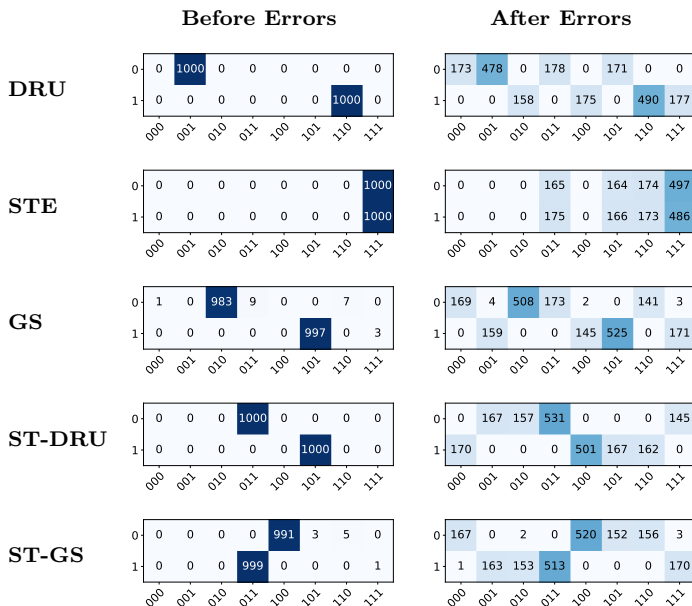 Before Errors After Errors
DRU
0 0 1000 0 0 0 0 0 0
1 0 0 0 0 0 0 1000 0
000 001 010 011 100 101 110 111
0 173 478 0 178 0 171 0 0
1 0 0 158 0 175 0 490 177
000 001 010 011 100 101 110 111
STE
0 0 0 0 0 0 0 0 1000
1 0 0 0 0 0 0 0 1000
000 001 010 011 100 101 110 111
0 0 0 0 165 0 164 174 497
1 0 0 0 175 0 166 173 486
000 001 010 011 100 101 110 111
GS
0 1 0 983 9 0 0 7 0
1 0 0 0 0 0 997 0 3
000 001 010 011 100 101 110 111
0 169 4 508 173 2 0 141 3
1 0 159 0 0 145 525 0 171
000 001 010 011 100 101 110 111
ST-DRU
0 0 0 0 1000 0 0 0 0
1 0 0 0 0 0 1000 0 0
000 001 010 011 100 101 110 111
0 0 167 157 531 0 0 0 145
1 170 0 0 0 501 167 162 0
000 001 010 011 100 101 110 111
ST-GS
0 0 0 0 0 991 3 5 0
1 0 0 0 999 0 0 0 1
000 001 010 011 100 101 110 111
0 167 0 2 0 520 152 156 3
1 1 163 153 513 0 0 0 170
000 001 010 011 100 101 110 111